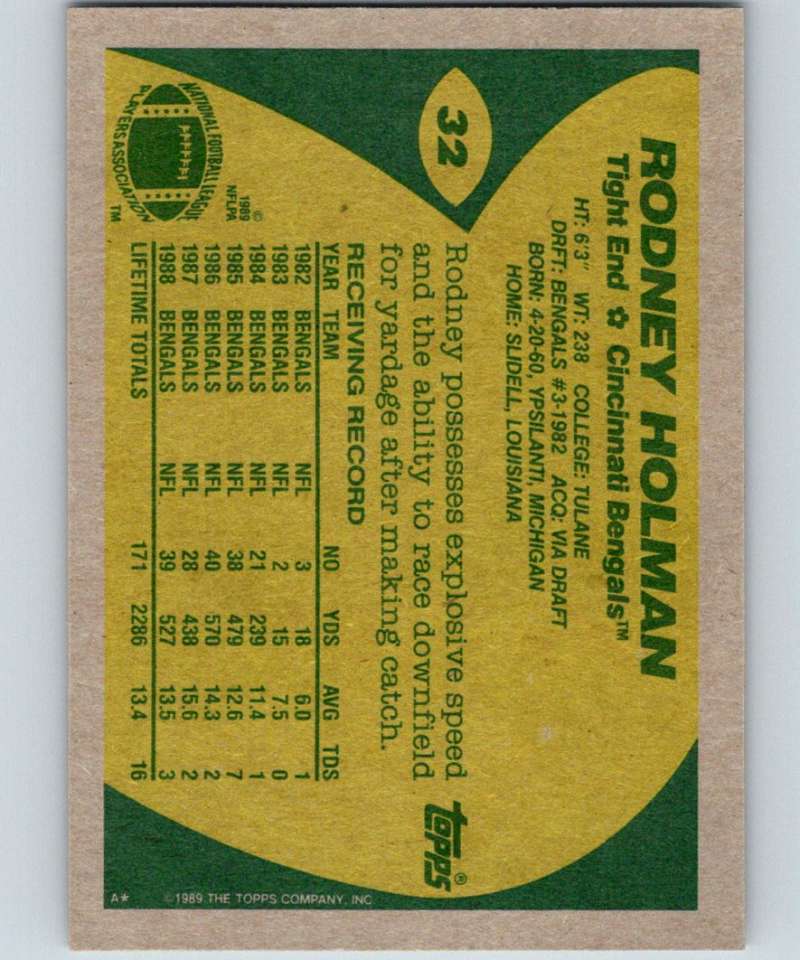 32
RODNEY HOLMAN
Tight End ✿ Cincinnati Bengals™
HT: 6'3" WT: 238 COLLEGE: TULANE
DRFT: BENGALS #3-1982 ACQ: VIA DRAFT
BORN: 4-20-60, YPSILANTI, MICHIGAN
HOME: SLIDELL, LOUISIANA
Rodney possesses explosive speed
and the ability to race downfield
for yardage after making catch.
topps®
RECEIVING RECORD
YEAR TEAM NO YDS AVG TDS
1982 BENGALS NFL 3 18 6.0 1
1983 BENGALS NFL 2 15 7.5 0
1984 BENGALS NFL 21 239 11.4 1
1985 BENGALS NFL 38 479 12.6 7
1986 BENGALS NFL 40 570 14.3 2
1987 BENGALS NFL 28 438 15.6 2
1988 BENGALS NFL 39 527 13.5 3
LIFETIME TOTALS 171 2286 13.4 16
NATIONAL FOOTBALL LEAGUE
PLAYERS ASSOCIATION
TM
©
1989
NFLPA
A* ©1989 THE TOPPS COMPANY, INC